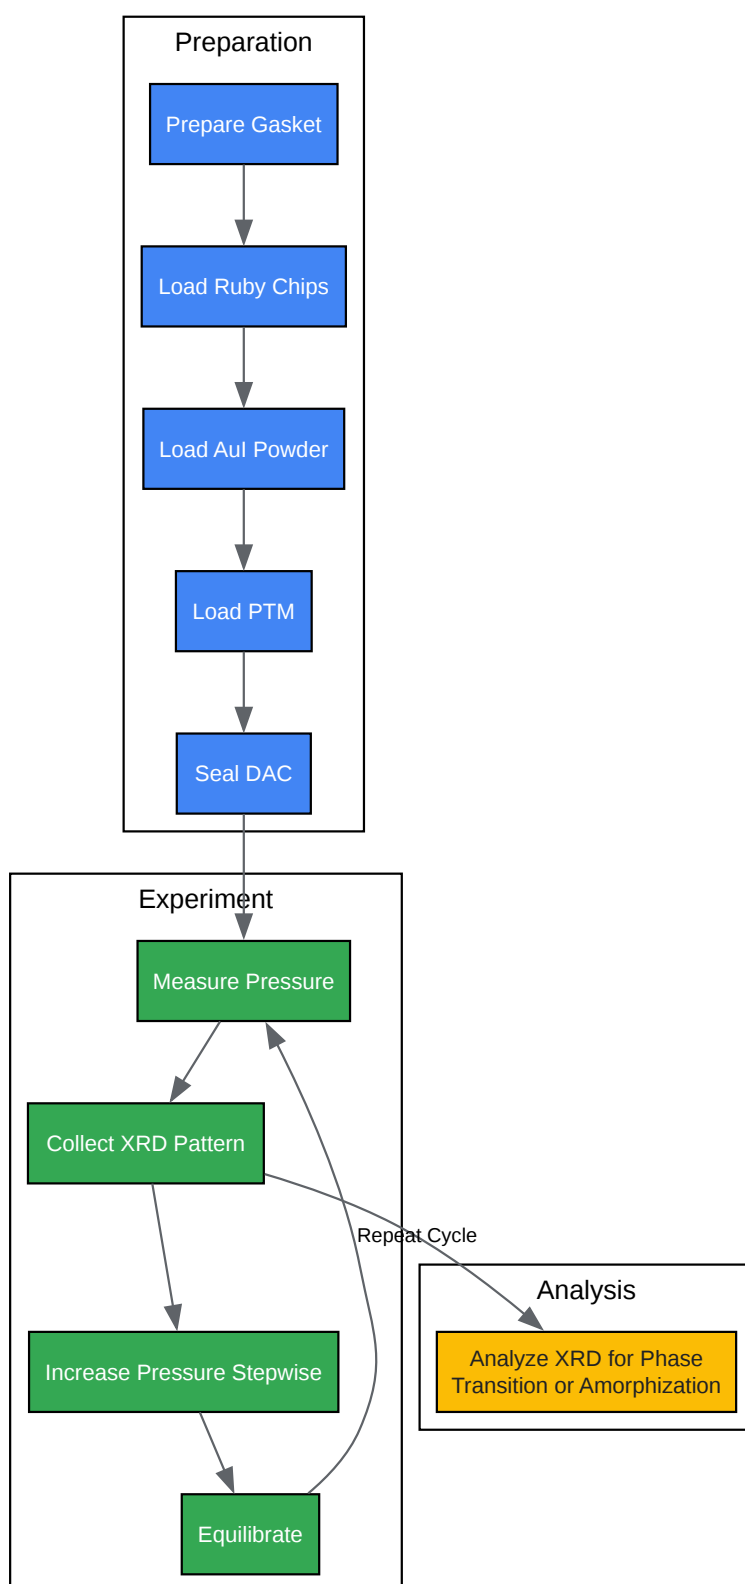 Preparation
Prepare Gasket
Load Ruby Chips
Load AuI Powder
Load PTM
Seal DAC
Experiment
Measure Pressure
Collect XRD Pattern
Repeat Cycle
Analysis
Analyze XRD for Phase
Transition or Amorphization
Increase Pressure Stepwise
Equilibrate